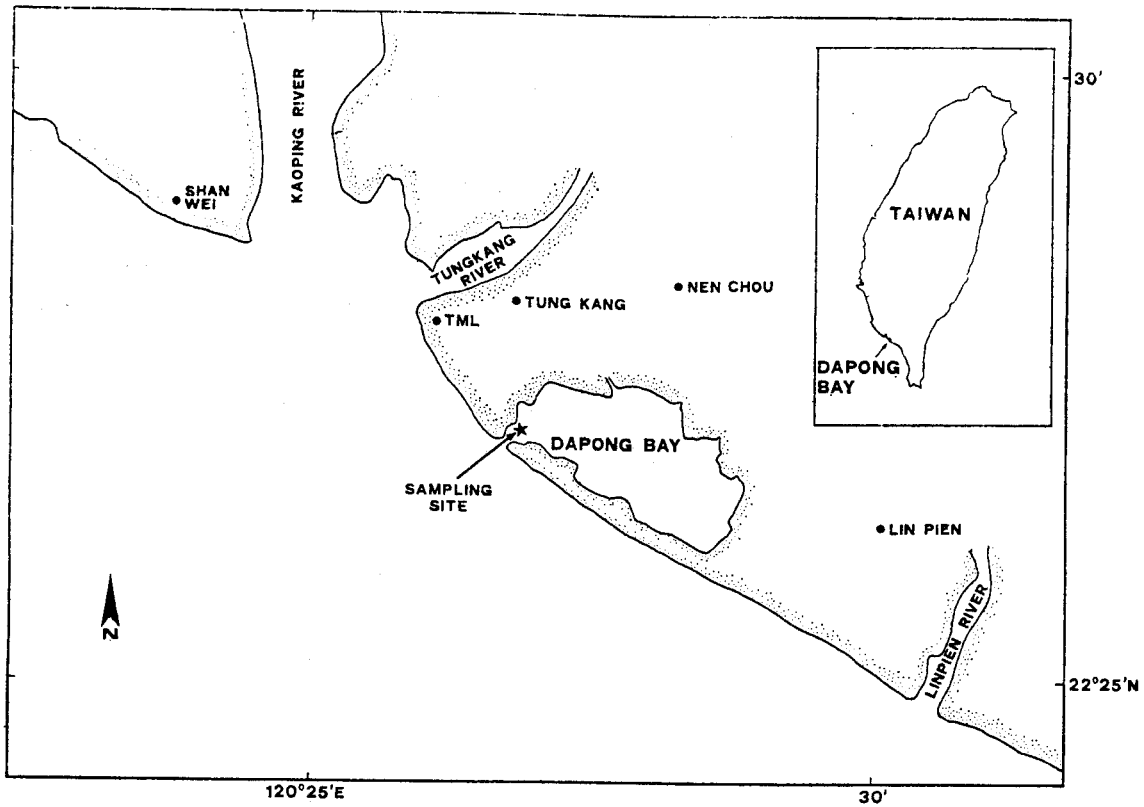 KAOPING RIVER
SHAN
WEI
TUNGKANG
RIVER
TUNG KANG
NEN CHOU
TML
DAPONG BAY
SAMPLING
SITE
LIN PIEN
LINPIEN RIVER
N
TAIWAN
DAPONG
BAY
30'
22°25'N
120°25'E
30'